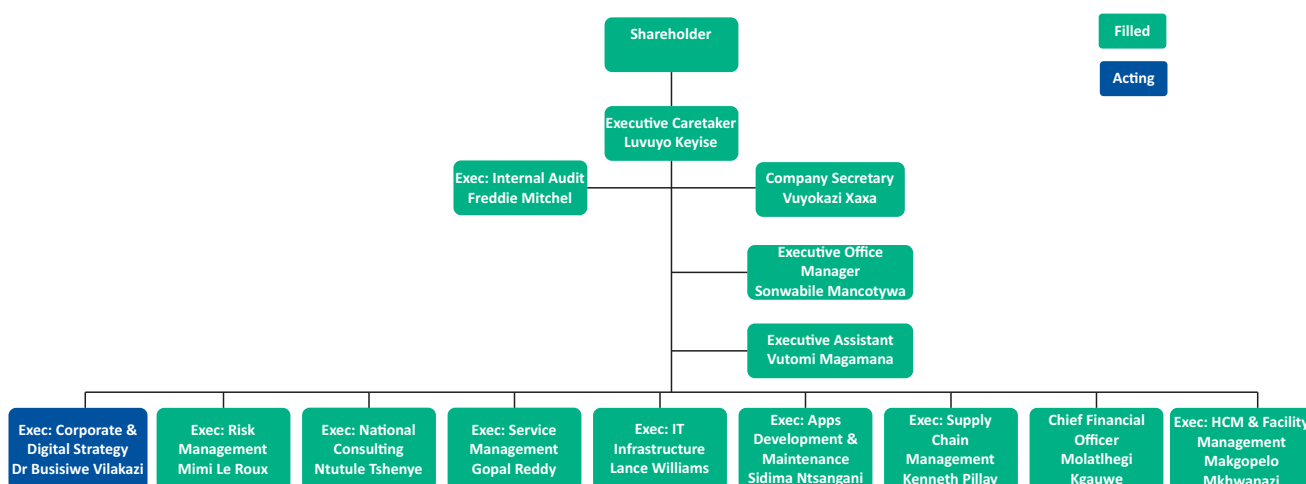 Shareholder
Filled
Acting
Executive Caretaker
Luvuyo Keyise
Exec: Internal Audit
Freddie Mitchel
Company Secretary
Vuyokazi Xaxa
Executive Office
Manager
Sonwabile Mancotywa
Executive Assistant
Vutomi Magamana
Exec: Corporate &
Digital Strategy
Dr Busisiwe Vilakazi
Exec: Risk
Management
Mimi Le Roux
Exec: National
Consulting
Ntutule Tshenye
Exec: Service
Management
Gopal Reddy
Exec: IT
Infrastructure
Lance Williams
Exec: Apps
Development &
Maintenance
Sidima Ntsangani
Exec: Supply
Chain
Management
Kenneth Pillay
Chief Financial
Officer
Molatlhegi
Kgauwe
Exec: HCM & Facility
Management
Makgopelo
Mkhwanazi